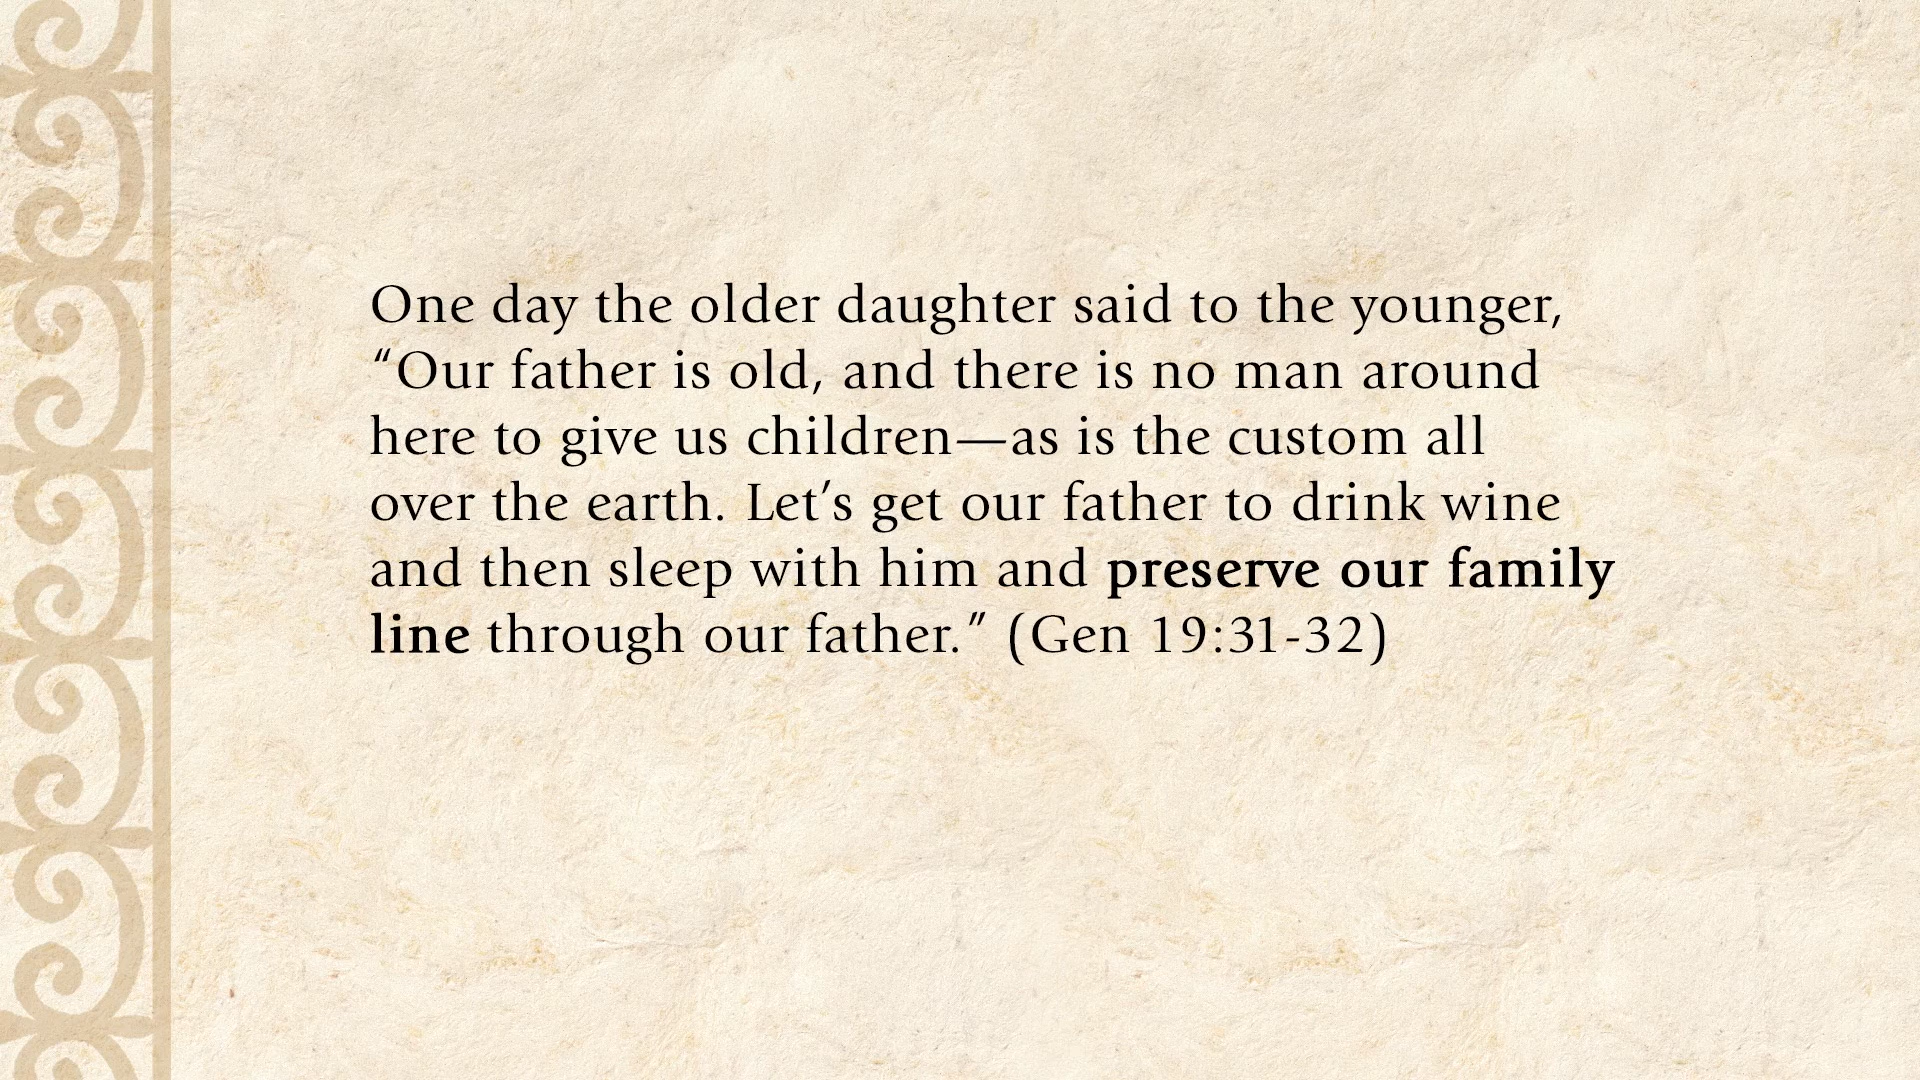 One day the older daughter said to the younger,
“Our father is old, and there is no man around
here to give us children—as is the custom all
over the earth. Let’s get our father to drink wine
and then sleep with him and preserve our family
line through our father.” (Gen 19:31-32)